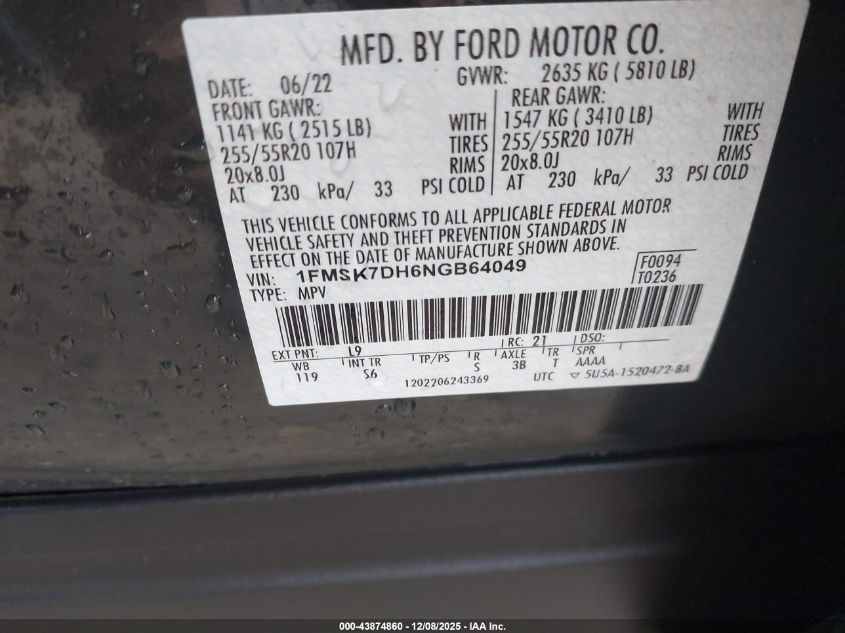 MFD. BY FORD MOTOR CO.
DATE: 06/22 GVWR: 2635 KG ( 5810 LB)
FRONT GAWR: REAR GAWR:
1141 KG ( 2515 LB) WITH 1547 KG ( 3410 LB) WITH
255/55R20 107H TIRES 255/55R20 107H TIRES
20x8.0J RIMS 20x8.0J RIMS
AT 230 kPa/ 33 PSI COLD AT 230 kPa/ 33 PSI COLD
THIS VEHICLE CONFORMS TO ALL APPLICABLE FEDERAL MOTOR
VEHICLE SAFETY AND THEFT PREVENTION STANDARDS IN
EFFECT ON THE DATE OF MANUFACTURE SHOWN ABOVE.
VIN: 1FMSK7DH6NGB64049 F0094
TYPE: MPV T0236
EXT PNT: L9 RC: 21 DSO:
WB INT TR TP/PS R AXLE TR SPR
119 S6 S 3B T AAAA
1202206243369 UTC ▽ 5U5A-1520472-BA
000-43874860 - 12/08/2025 - IAA Inc.